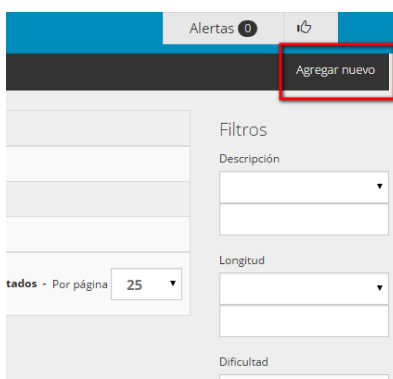 Alertas 0
Agregar nuevo
Filtros
Descripción
Longitud
tados - Por página 25
Dificultad